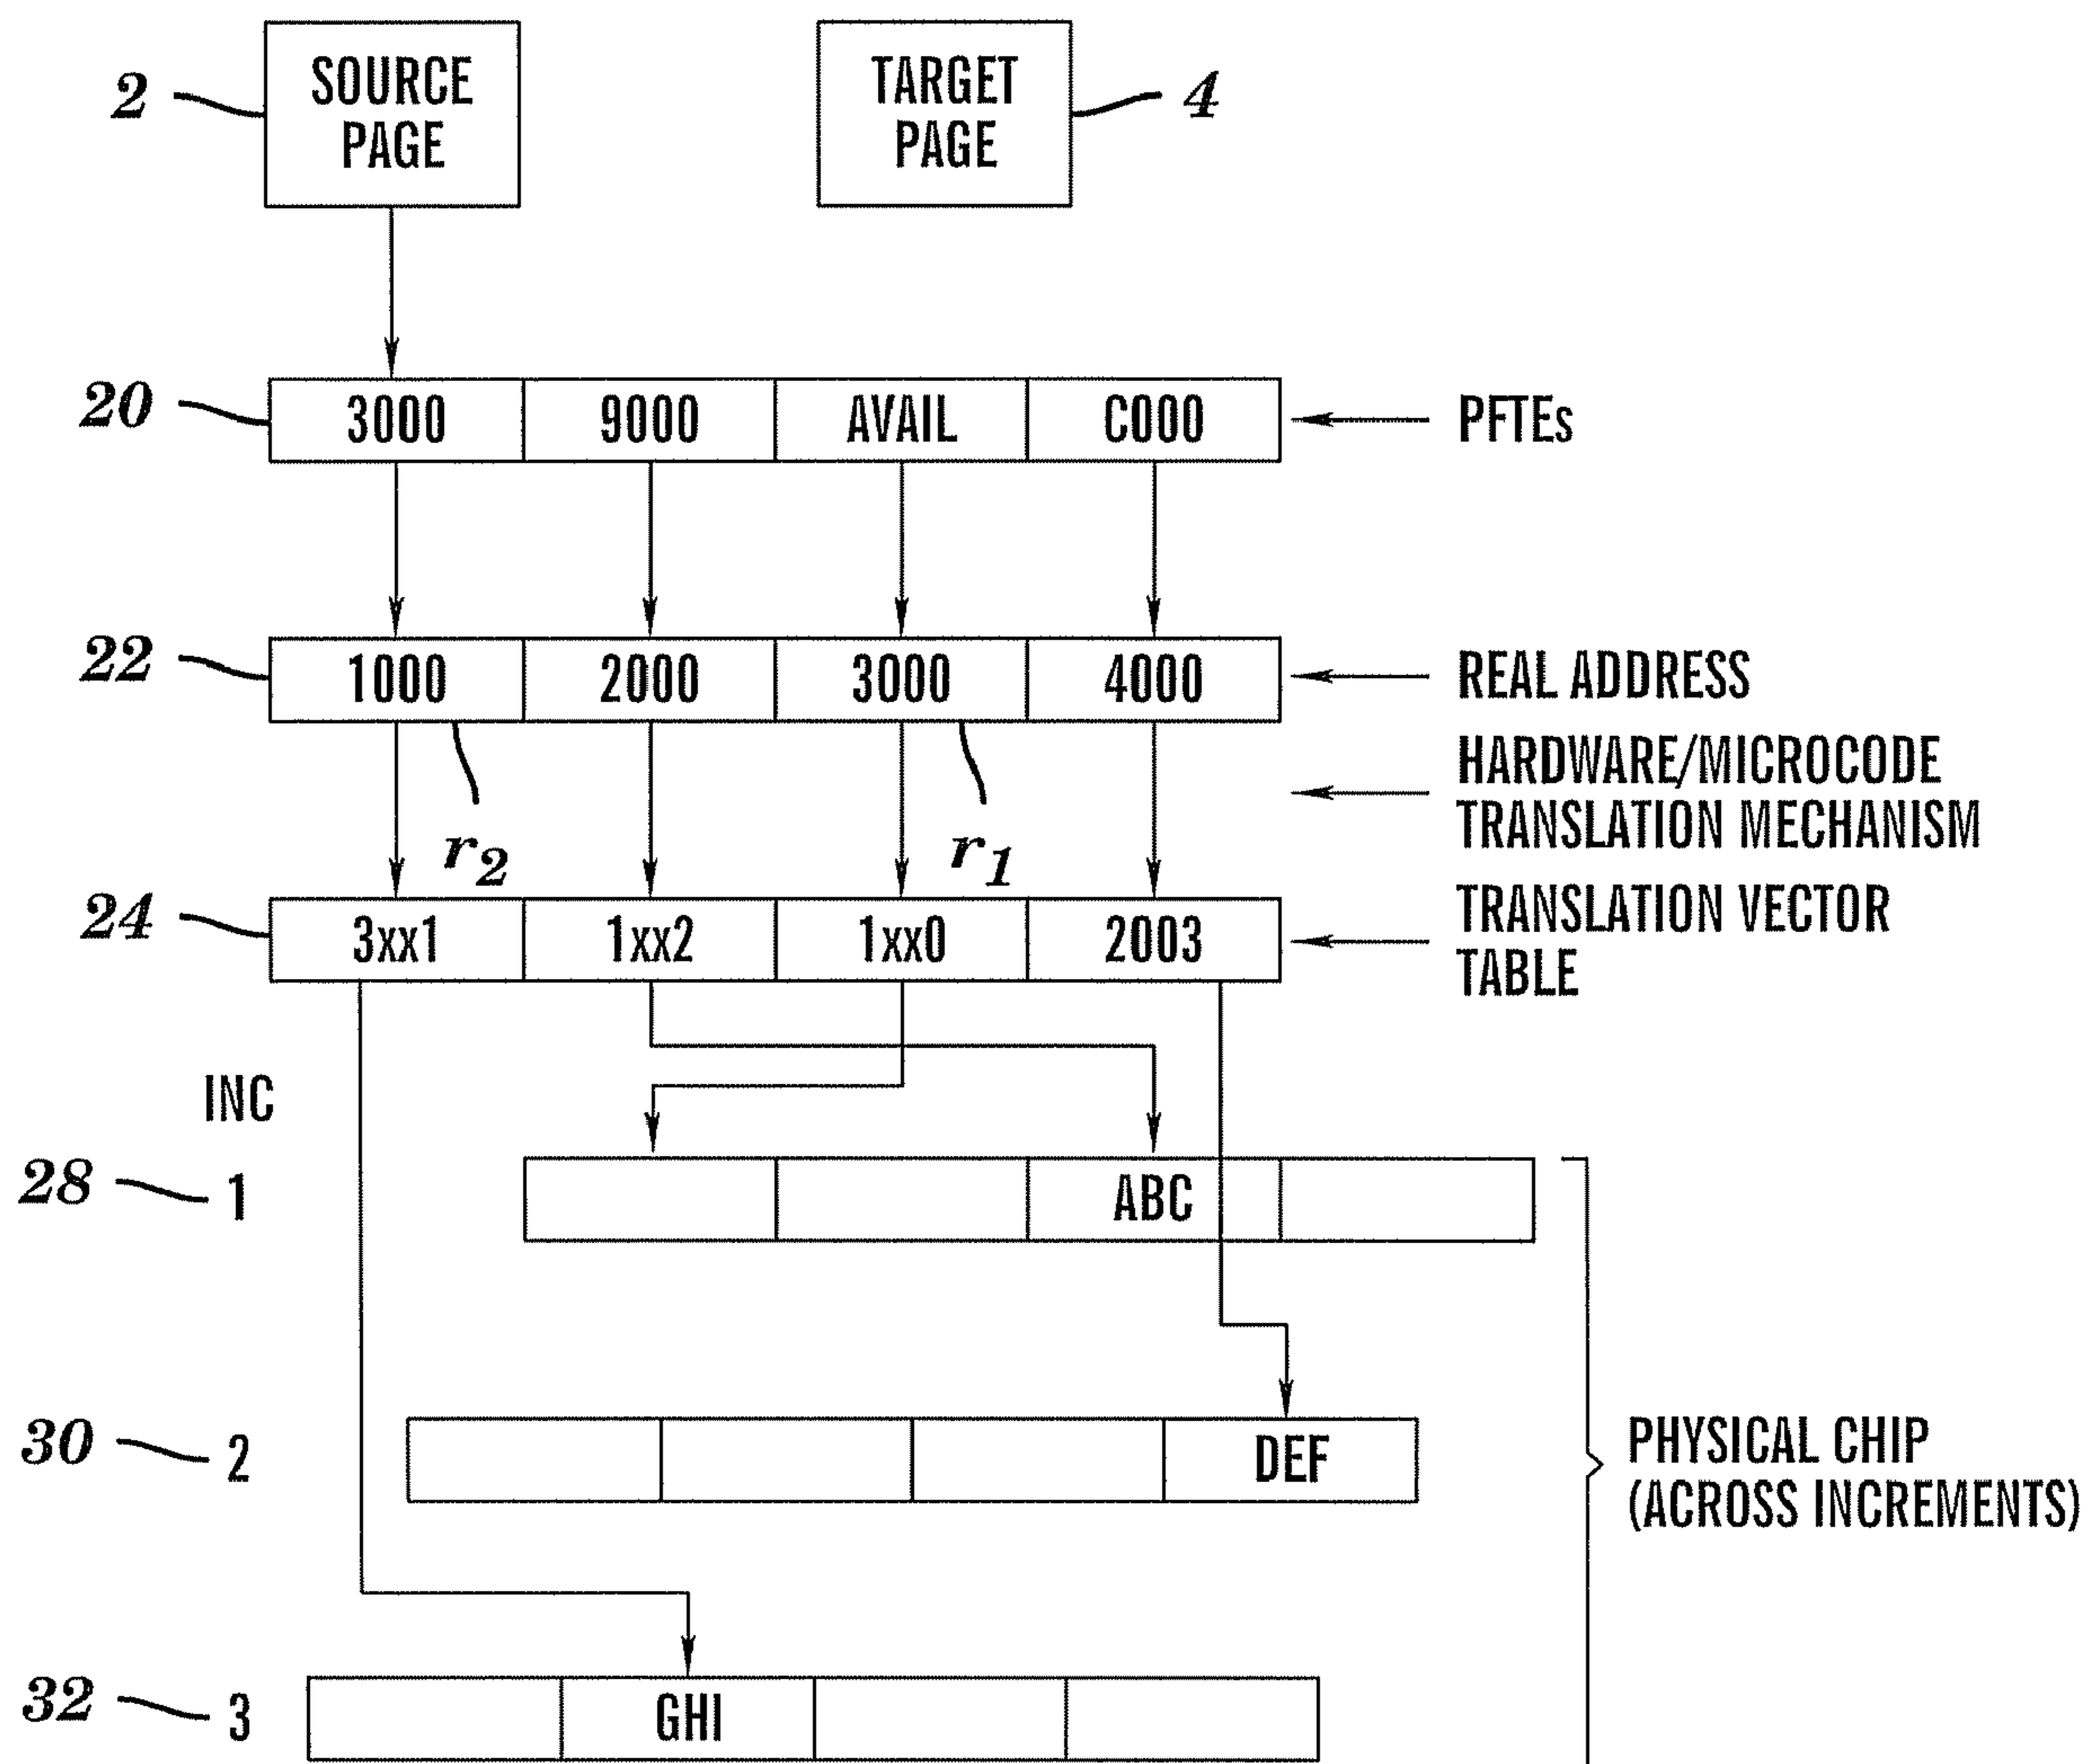 SOURCE
PAGE
2
TARGET
PAGE
4
20
3000 9000 AVAIL C000
PFTEs
22
1000 2000 3000 4000
REAL ADDRESS
HARDWARE/MICROCODE
TRANSLATION MECHANISM
r2
r1
24
3xx1 1xx2 1xx0 2003
TRANSLATION VECTOR
TABLE
INC
28 1
ABC
30 2
DEF
PHYSICAL CHIP
(ACROSS INCREMENTS)
32 3
GHI